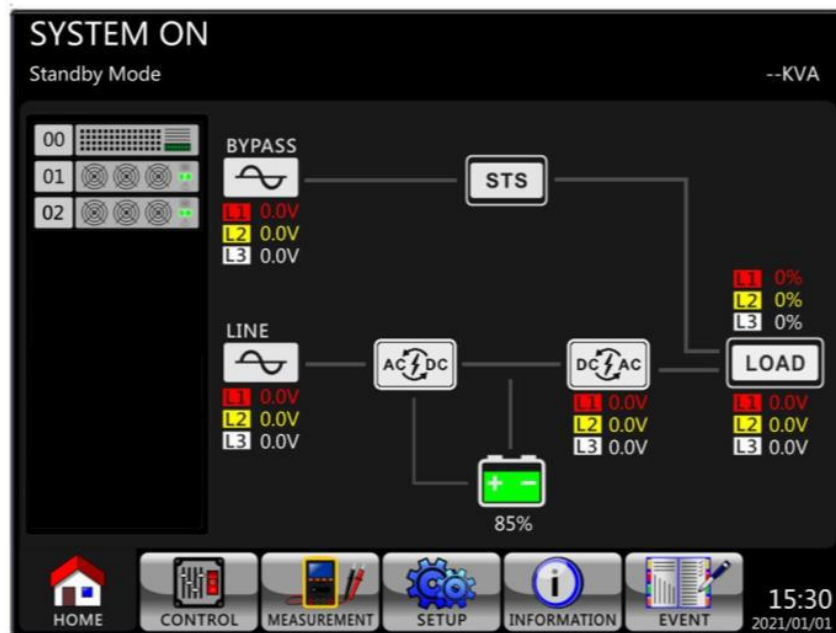 SYSTEM ON
Standby Mode
--KVA
00
01
02
BYPASS
L1 0.0V
L2 0.0V
L3 0.0V
STS
L1 0%
L2 0%
L3 0%
LINE
L1 0.0V
L2 0.0V
L3 0.0V
AC DC
DC AC
L1 0.0V
L2 0.0V
L3 0.0V
LOAD
L1 0.0V
L2 0.0V
L3 0.0V
+ −
85%
HOME
CONTROL
MEASUREMENT
SETUP
i
INFORMATION
EVENT
15:30
2021/01/01